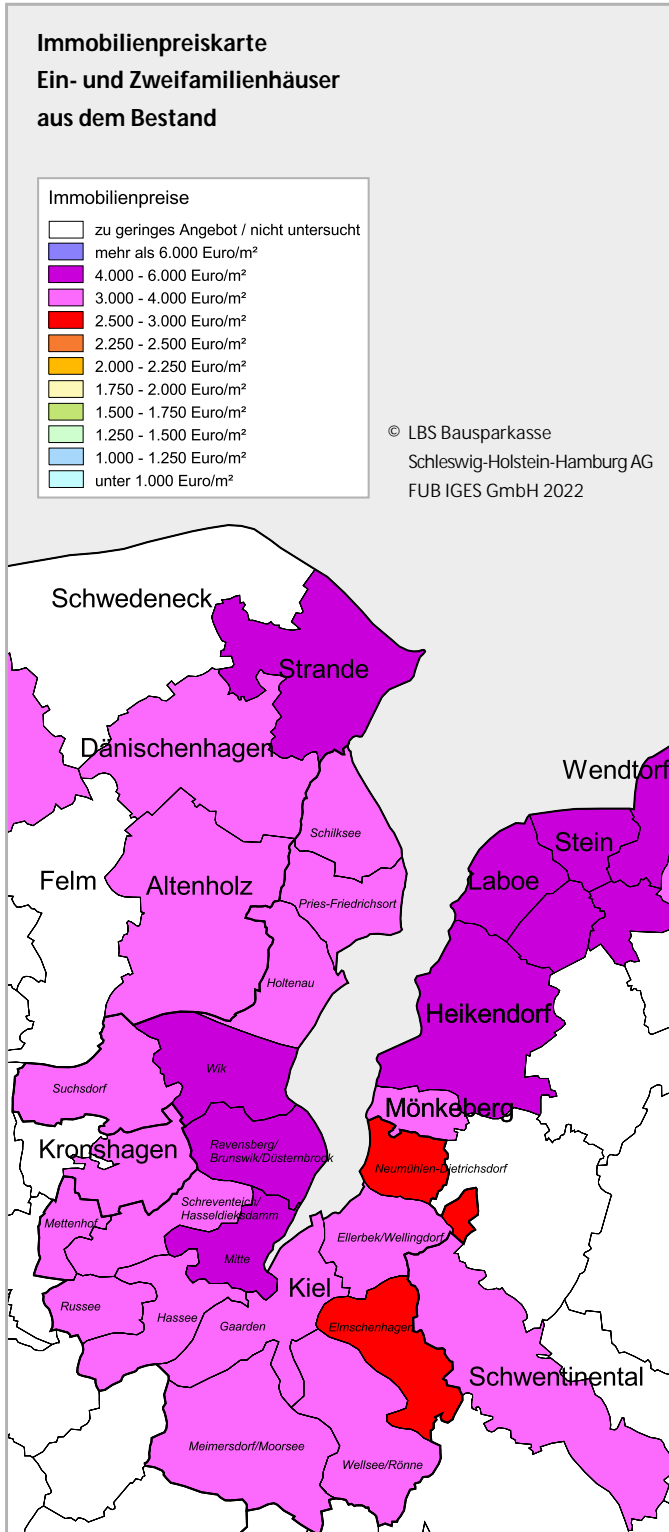 Immobilienpreiskarte
Ein- und Zweifamilienhäuser
aus dem Bestand
Immobilienpreise
zu geringes Angebot / nicht untersucht
mehr als 6.000 Euro/m²
4.000 - 6.000 Euro/m²
3.000 - 4.000 Euro/m²
2.500 - 3.000 Euro/m²
2.250 - 2.500 Euro/m²
2.000 - 2.250 Euro/m²
1.750 - 2.000 Euro/m²
1.500 - 1.750 Euro/m²
1.250 - 1.500 Euro/m²
1.000 - 1.250 Euro/m²
unter 1.000 Euro/m²
© LBS Bausparkasse
Schleswig-Holstein-Hamburg AG
FUB IGES GmbH 2022
Schwedeneck
Strande
Dänischenhagen
Wendtorf
Schilksee
Stein
Felm
Altenholz
Laboe
Pries-Friedrichsort
Holtenau
Heikendorf
Wik
Suchsdorf
Mönkeberg
Kronshagen
Ravensberg/
Brunswik/Düsternbrook
Neumühlen-Dietrichsdorf
Schreventeich/
Hasseldieksdamm
Mettenhof
Ellerbek/Wellingdorf
Mitte
Kiel
Russee
Hassee
Gaarden
Elmschenhagen
Schwentinental
Meimersdorf/Moorsee
Wellsee/Rönne